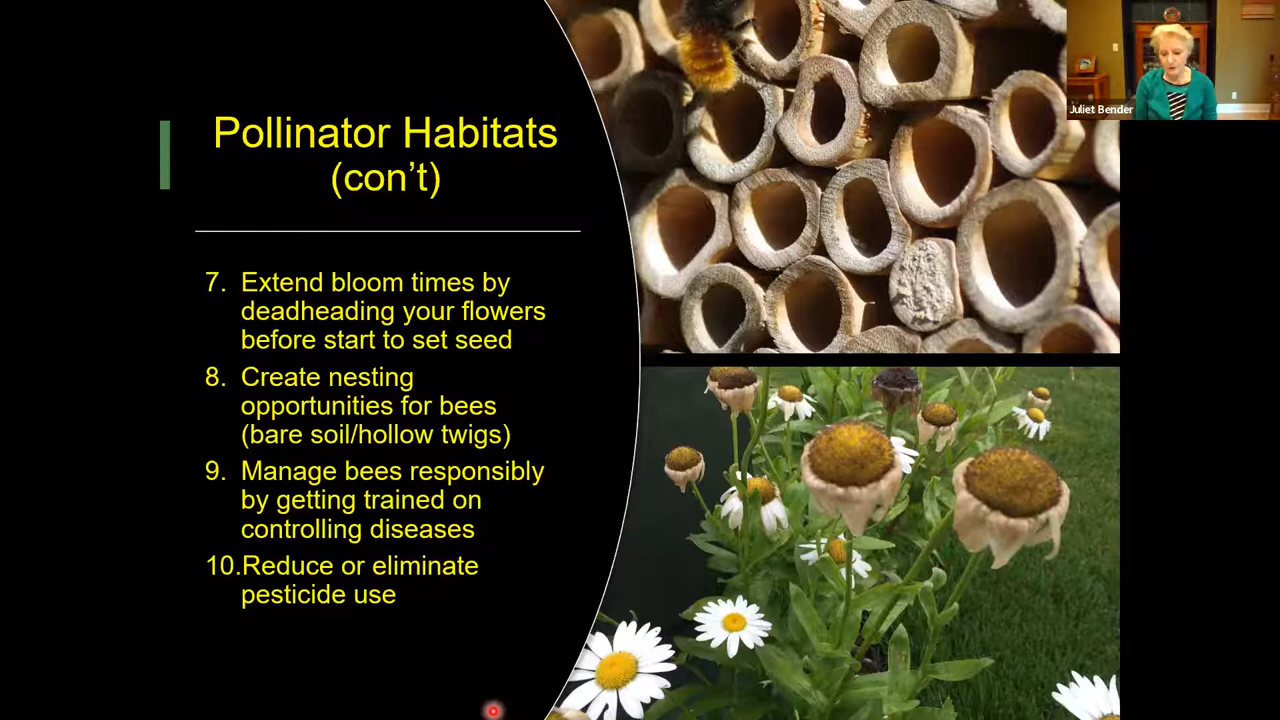 Pollinator Habitats
(con’t)
7. Extend bloom times by
deadheading your flowers
before start to set seed
8. Create nesting
opportunities for bees
(bare soil/hollow twigs)
9. Manage bees responsibly
by getting trained on
controlling diseases
10.Reduce or eliminate
pesticide use
Juliet Bender